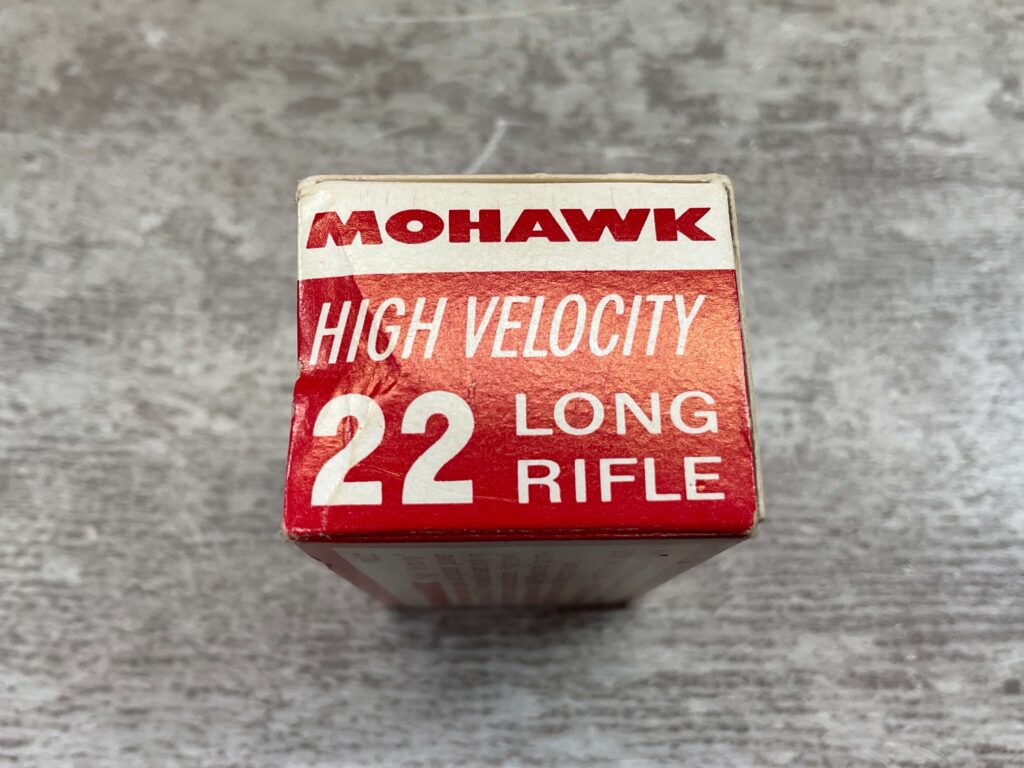 MOHAWK
HIGH VELOCITY
22 LONG
RIFLE